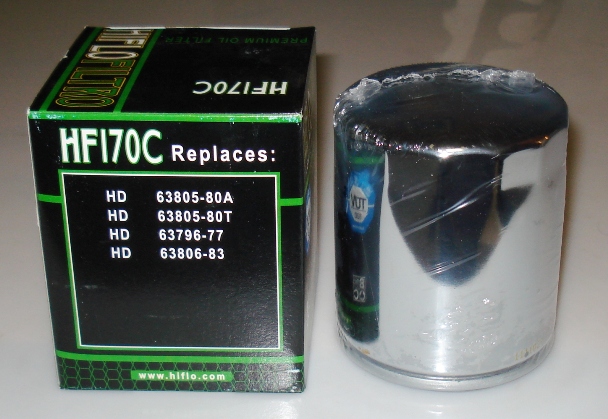 HIFLOFILTRO
PREMIUM OIL FILTER
HF170C
HF170C Replaces:
HD 63805-80A
HD 63805-80T
HD 63796-77
HD 63806-83
www.hiflo.com
TÜV